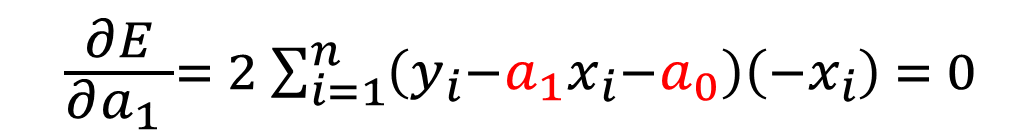 ∂E/∂a₁ = 2 ∑ᵢ₌₁ⁿ(yᵢ−a₁xᵢ−a₀)(−xᵢ) = 0